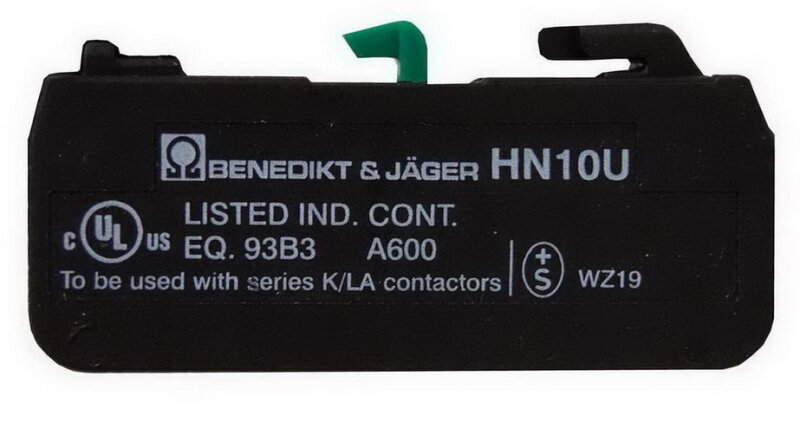 BENEDIKT & JÄGER HN10U
LISTED IND. CONT.
c UL US EQ. 93B3 A600
To be used with series K/LA contactors +S WZ19